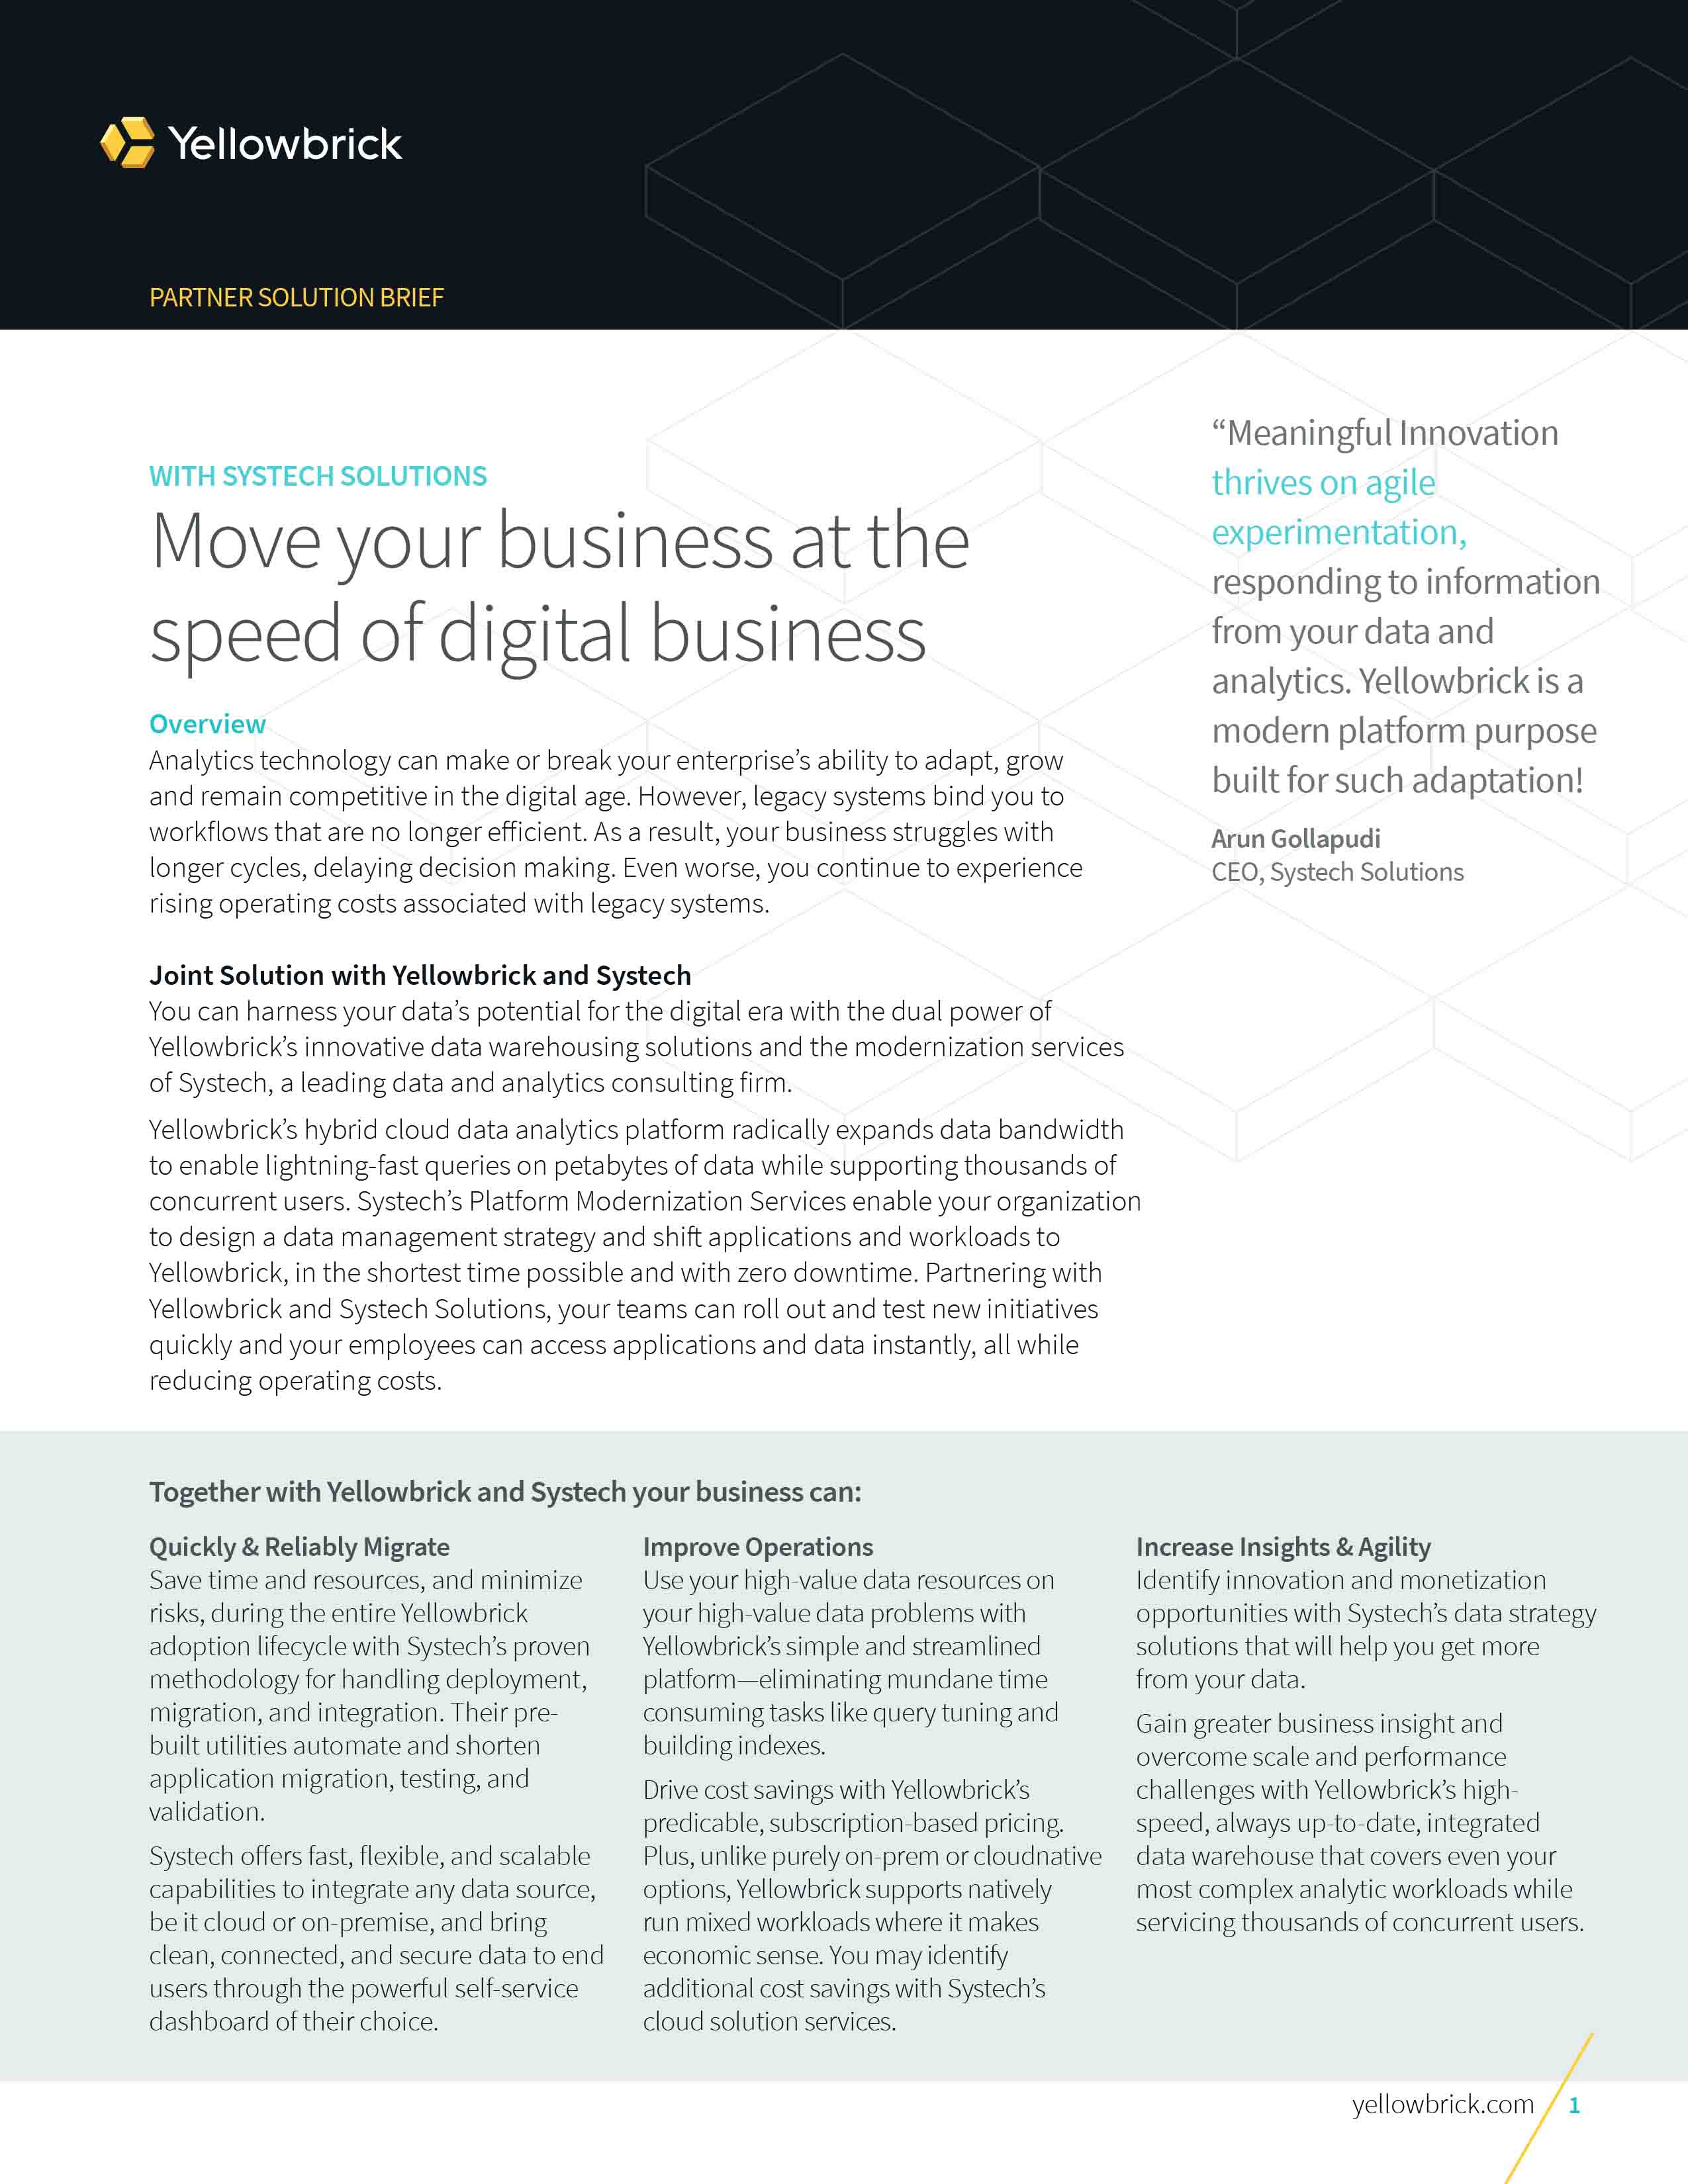 Yellowbrick
PARTNER SOLUTION BRIEF
WITH SYSTECH SOLUTIONS
Move your business at the
speed of digital business
Overview
Analytics technology can make or break your enterprise’s ability to adapt, grow
and remain competitive in the digital age. However, legacy systems bind you to
workflows that are no longer efficient. As a result, your business struggles with
longer cycles, delaying decision making. Even worse, you continue to experience
rising operating costs associated with legacy systems.
Joint Solution with Yellowbrick and Systech
You can harness your data’s potential for the digital era with the dual power of
Yellowbrick’s innovative data warehousing solutions and the modernization services
of Systech, a leading data and analytics consulting firm.
Yellowbrick’s hybrid cloud data analytics platform radically expands data bandwidth
to enable lightning-fast queries on petabytes of data while supporting thousands of
concurrent users. Systech’s Platform Modernization Services enable your organization
to design a data management strategy and shift applications and workloads to
Yellowbrick, in the shortest time possible and with zero downtime. Partnering with
Yellowbrick and Systech Solutions, your teams can roll out and test new initiatives
quickly and your employees can access applications and data instantly, all while
reducing operating costs.
“Meaningful Innovation
thrives on agile
experimentation,
responding to information
from your data and
analytics. Yellowbrick is a
modern platform purpose
built for such adaptation!
Arun Gollapudi
CEO, Systech Solutions
Together with Yellowbrick and Systech your business can:
Quickly & Reliably Migrate
Save time and resources, and minimize
risks, during the entire Yellowbrick
adoption lifecycle with Systech’s proven
methodology for handling deployment,
migration, and integration. Their pre-
built utilities automate and shorten
application migration, testing, and
validation.
Systech offers fast, flexible, and scalable
capabilities to integrate any data source,
be it cloud or on-premise, and bring
clean, connected, and secure data to end
users through the powerful self-service
dashboard of their choice.
Improve Operations
Use your high-value data resources on
your high-value data problems with
Yellowbrick’s simple and streamlined
platform—eliminating mundane time
consuming tasks like query tuning and
building indexes.
Drive cost savings with Yellowbrick’s
predicable, subscription-based pricing.
Plus, unlike purely on-prem or cloudnative
options, Yellowbrick supports natively
run mixed workloads where it makes
economic sense. You may identify
additional cost savings with Systech’s
cloud solution services.
Increase Insights & Agility
Identify innovation and monetization
opportunities with Systech’s data strategy
solutions that will help you get more
from your data.
Gain greater business insight and
overcome scale and performance
challenges with Yellowbrick’s high-
speed, always up-to-date, integrated
data warehouse that covers even your
most complex analytic workloads while
servicing thousands of concurrent users.
yellowbrick.com 1